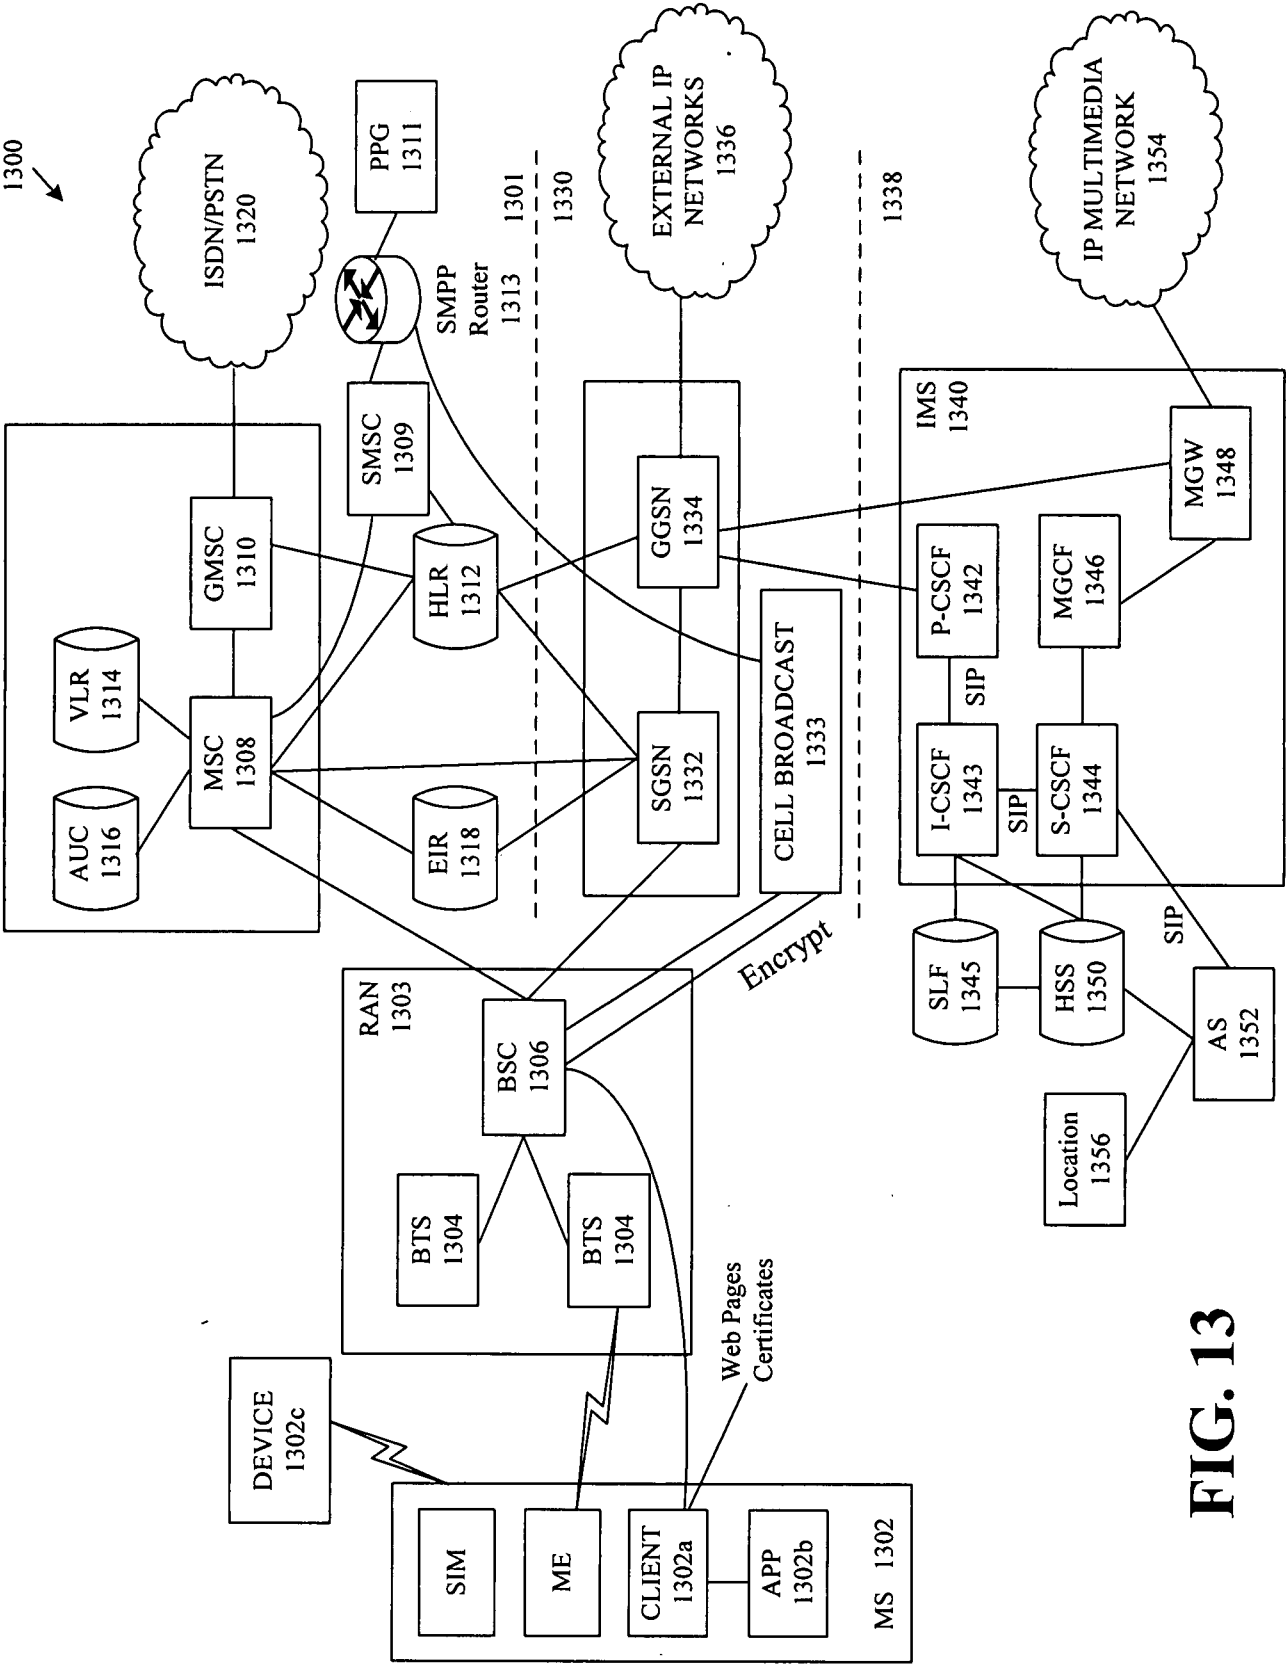 1300
ISDN/PSTN
1320
PPG
1311
1301
1330
EXTERNAL IP
NETWORKS
1336
1338
IP MULTIMEDIA
NETWORK
1354
SMPP
Router
1313
SMSC
1309
GMSC
1310
VLR
1314
MSC
1308
AUC
1316
HLR
1312
EIR
1318
GGSN
1334
SGSN
1332
CELL BROADCAST
1333
IMS
1340
MGW
1348
P-CSCF
1342
MGCF
1346
SIP
I-CSCF
1343
SIP
S-CSCF
1344
SIP
SLF
1345
HSS
1350
AS
1352
Location
1356
Encrypt
RAN
1303
BSC
1306
BTS
1304
BTS
1304
Web Pages
Certificates
DEVICE
1302c
SIM
ME
CLIENT
1302a
APP
1302b
MS 1302
FIG. 13